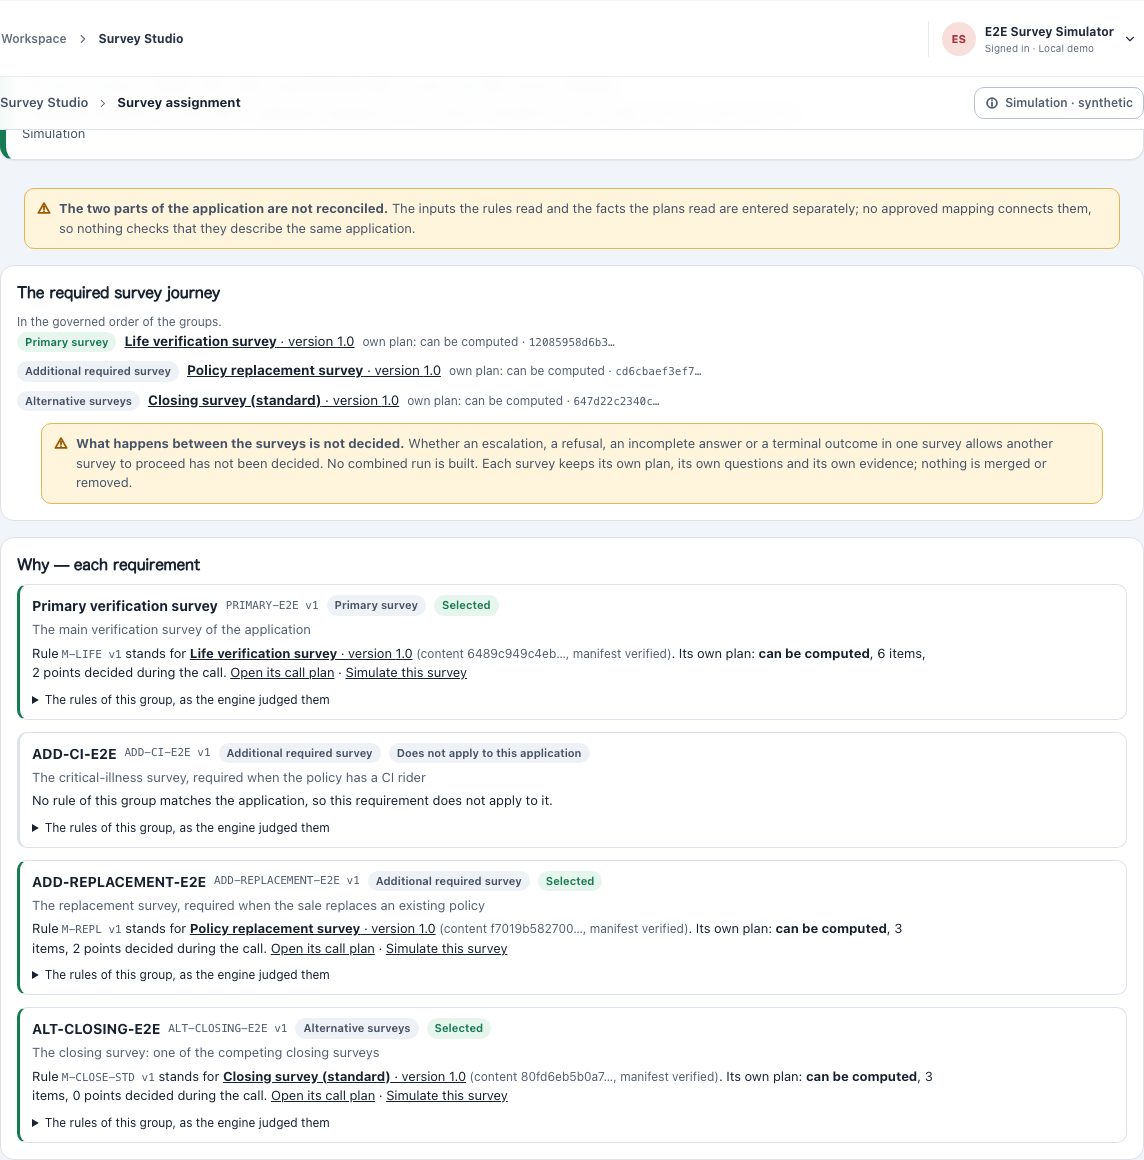 Workspace > Survey Studio
ES
E2E Survey Simulator
Signed in · Local demo
Survey Studio > Survey assignment
Simulation · synthetic
Simulation
The two parts of the application are not reconciled. The inputs the rules read and the facts the plans read are entered separately; no approved mapping connects them,
so nothing checks that they describe the same application.
The required survey journey
In the governed order of the groups.
Primary survey Life verification survey · version 1.0 own plan: can be computed · 12085958d6b3…
Additional required survey Policy replacement survey · version 1.0 own plan: can be computed · cd6cbaef3ef7…
Alternative surveys Closing survey (standard) · version 1.0 own plan: can be computed · 647d22c2340c…
What happens between the surveys is not decided. Whether an escalation, a refusal, an incomplete answer or a terminal outcome in one survey allows another
survey to proceed has not been decided. No combined run is built. Each survey keeps its own plan, its own questions and its own evidence; nothing is merged or
removed.
Why — each requirement
Primary verification survey PRIMARY-E2E v1 Primary survey Selected
The main verification survey of the application
Rule M-LIFE v1 stands for Life verification survey · version 1.0 (content 6489c949c4eb…, manifest verified). Its own plan: can be computed, 6 items,
2 points decided during the call. Open its call plan · Simulate this survey
The rules of this group, as the engine judged them
ADD-CI-E2E ADD-CI-E2E v1 Additional required survey Does not apply to this application
The critical-illness survey, required when the policy has a CI rider
No rule of this group matches the application, so this requirement does not apply to it.
The rules of this group, as the engine judged them
ADD-REPLACEMENT-E2E ADD-REPLACEMENT-E2E v1 Additional required survey Selected
The replacement survey, required when the sale replaces an existing policy
Rule M-REPL v1 stands for Policy replacement survey · version 1.0 (content f7019b582700…, manifest verified). Its own plan: can be computed, 3
items, 2 points decided during the call. Open its call plan · Simulate this survey
The rules of this group, as the engine judged them
ALT-CLOSING-E2E ALT-CLOSING-E2E v1 Alternative surveys Selected
The closing survey: one of the competing closing surveys
Rule M-CLOSE-STD v1 stands for Closing survey (standard) · version 1.0 (content 80fd6eb5b0a7…, manifest verified). Its own plan: can be computed, 3
items, 0 points decided during the call. Open its call plan · Simulate this survey
The rules of this group, as the engine judged them